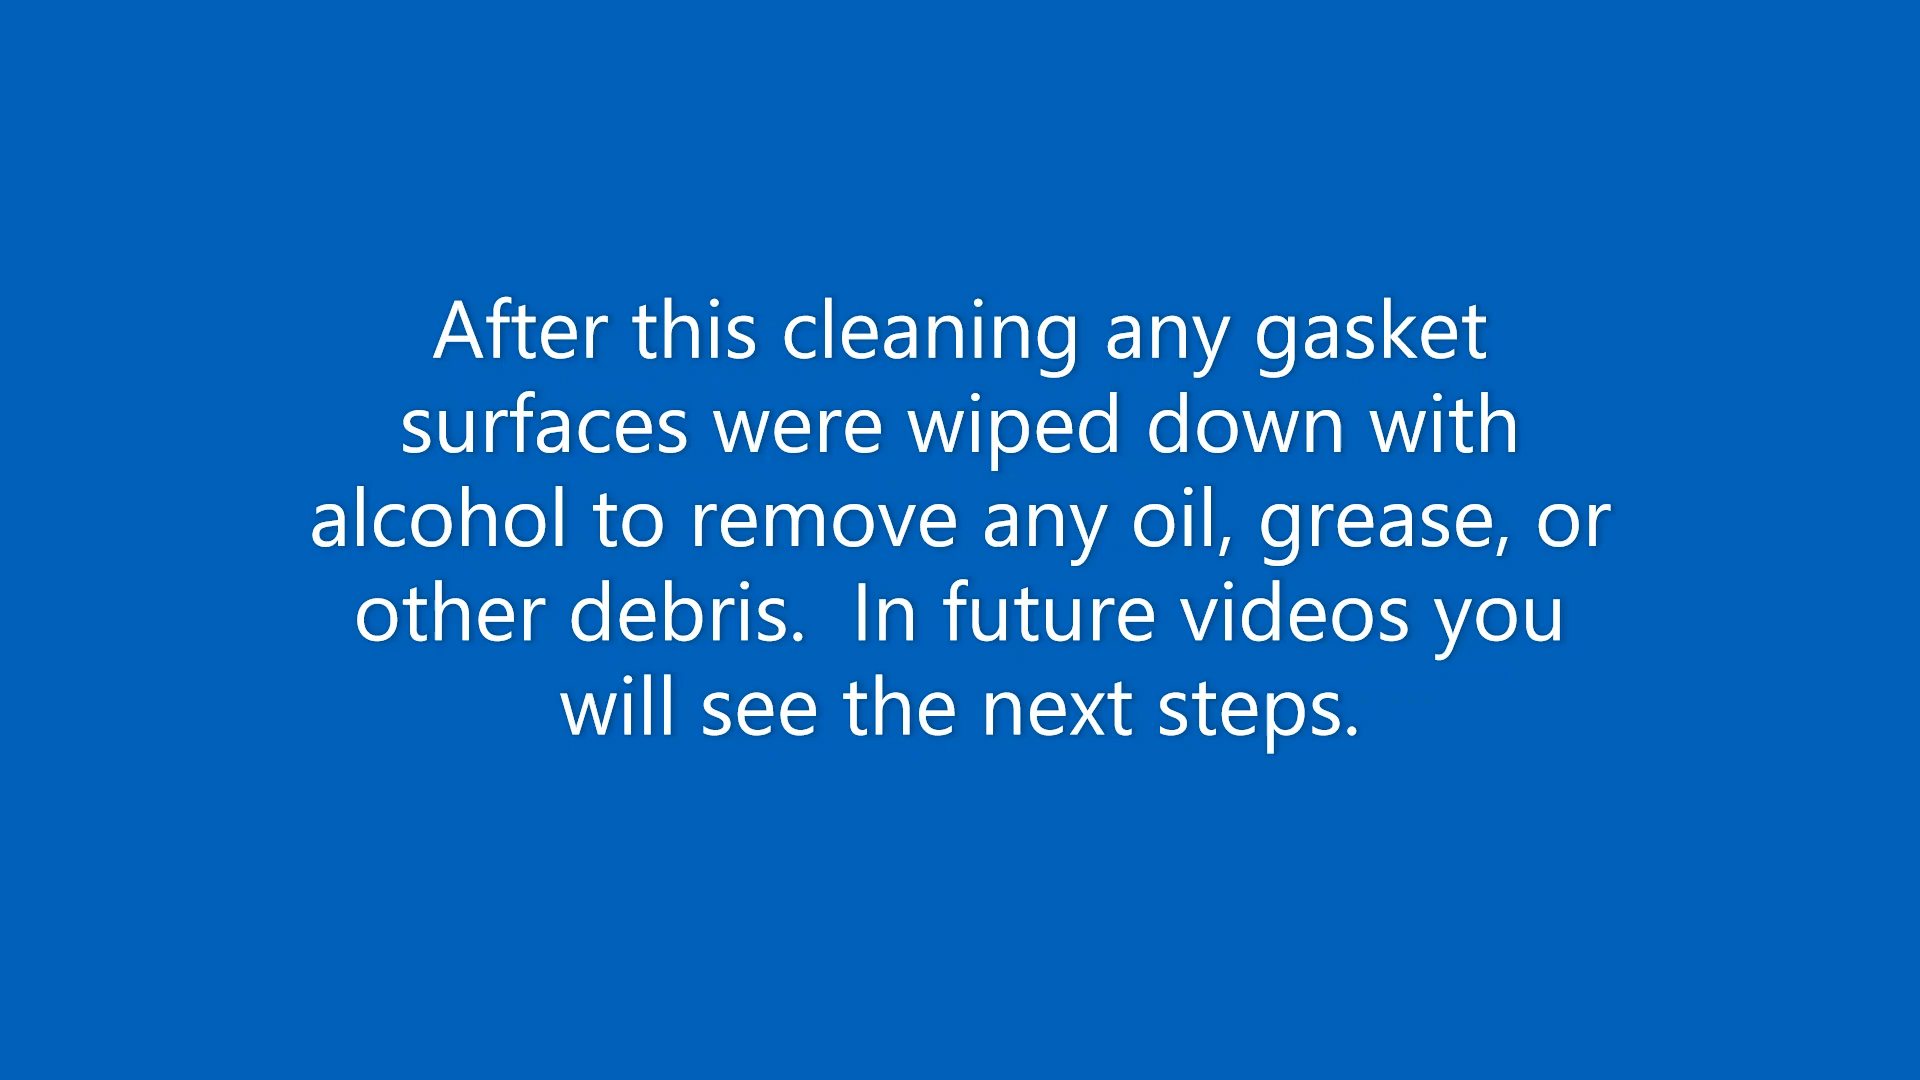 After this cleaning any gasket
surfaces were wiped down with
alcohol to remove any oil, grease, or
other debris.  In future videos you
will see the next steps.